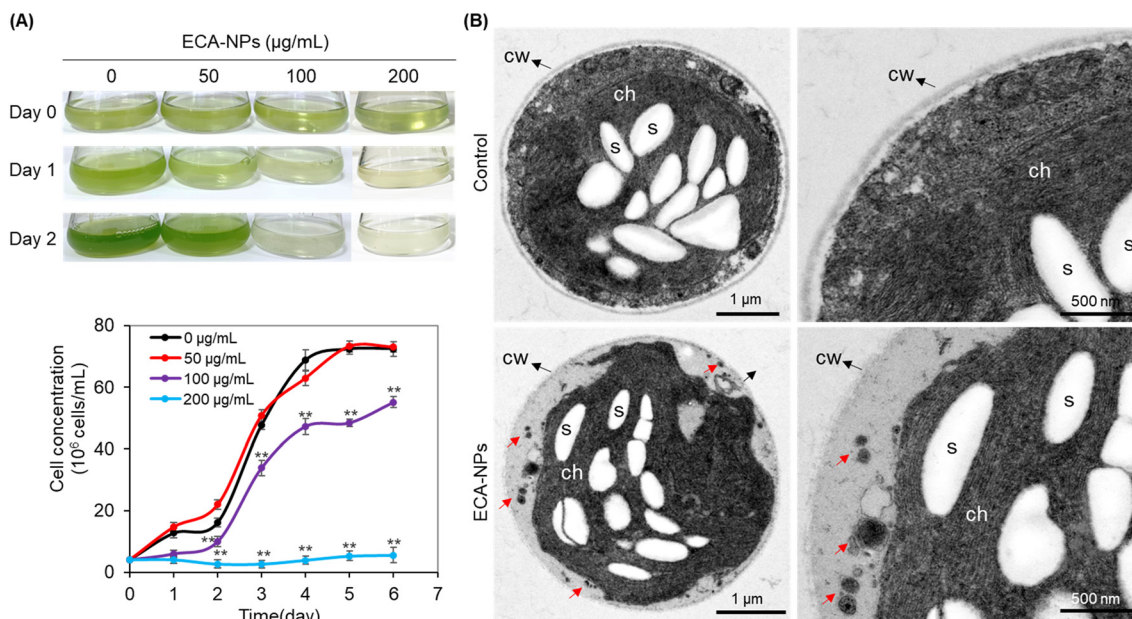 (A)
ECA-NPs (µg/mL)
0 50 100 200
Day 0
Day 1
Day 2
80
60
40
20
0
Cell concentration
(10⁶ cells/mL)
0 µg/mL
50 µg/mL
100 µg/mL
200 µg/mL
** ** ** ** **
** ** ** ** **
0 1 2 3 4 5 6 7
Time(day)
(B)
Control
cw
ch
s
s
1 µm
cw
ch
s
s
500 nm
ECA-NPs
cw
s
s
ch
1 µm
cw
s
s
ch
500 nm